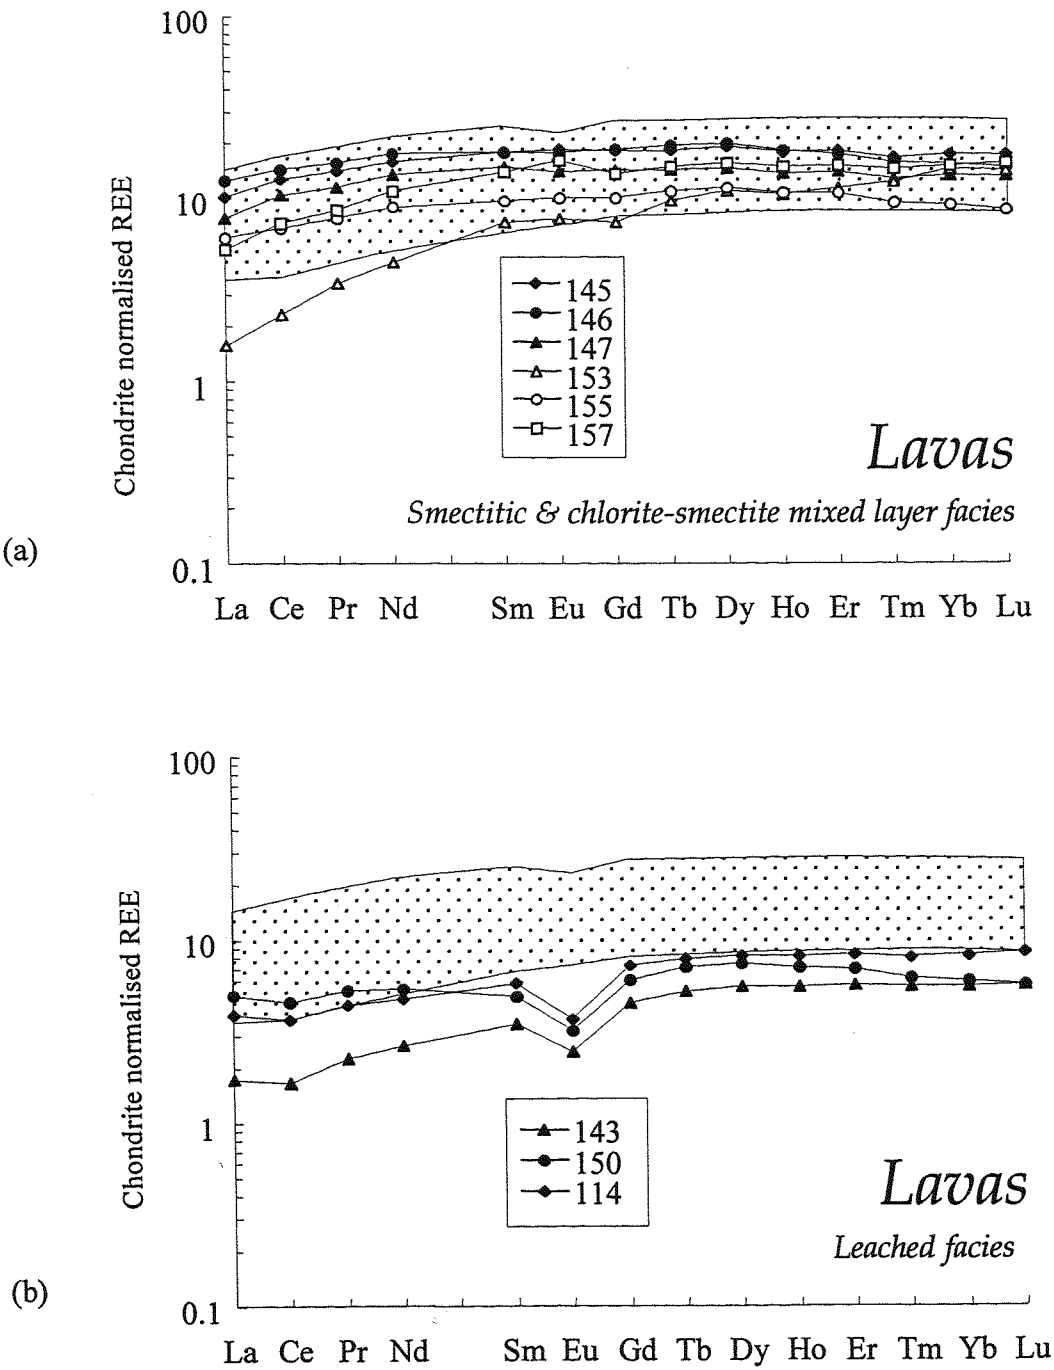 100
10
1
0.1
Chondrite normalised REE
145
146
147
153
155
157
Lavas
Smectitic & chlorite-smectite mixed layer facies
(a)
La Ce Pr Nd Sm Eu Gd Tb Dy Ho Er Tm Yb Lu
100
10
1
0.1
Chondrite normalised REE
143
150
114
Lavas
Leached facies
(b)
La Ce Pr Nd Sm Eu Gd Tb Dy Ho Er Tm Yb Lu